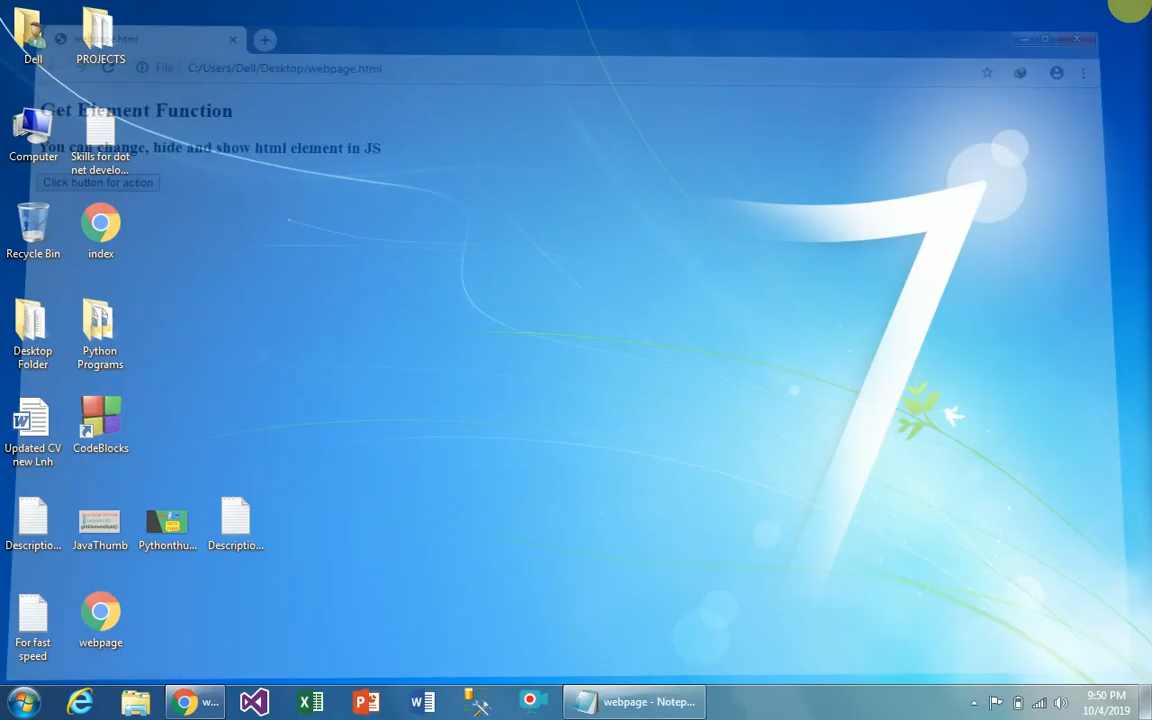 webpage.html
File
C:/Users/Dell/Desktop/webpage.html
Get Element Function
You can change, hide and show html element in JS
Click button for action
Dell
PROJECTS
Computer
Skills for dot
net develo...
Recycle Bin
index
Desktop
Folder
Python
Programs
Updated CV
new Lnh
CodeBlocks
Descriptio...
JavaThumb
Pythonthu...
Descriptio...
For fast
speed
webpage
w...
webpage - Notep...
9:50 PM
10/4/2019